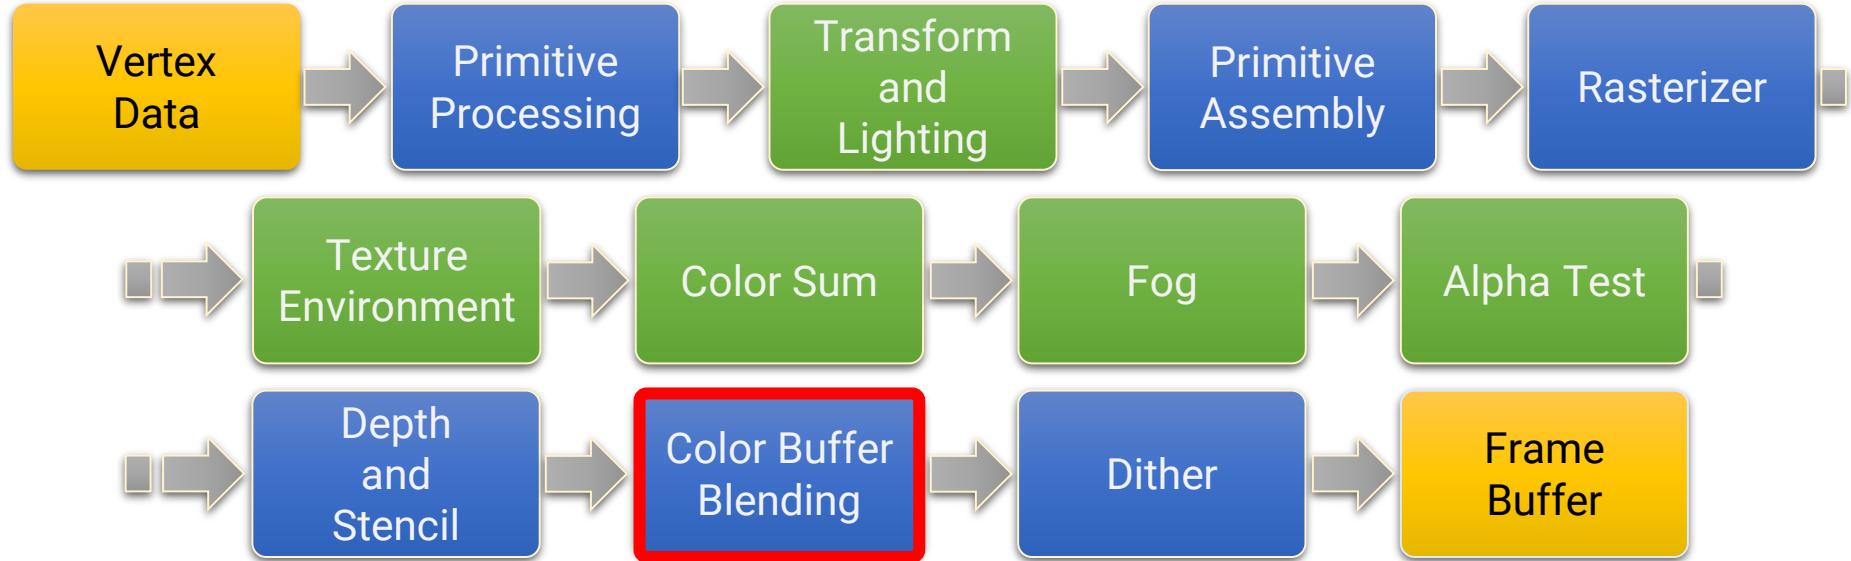 Vertex
Data
Primitive
Processing
Transform
and
Lighting
Primitive
Assembly
Rasterizer
Texture
Environment
Color Sum
Fog
Alpha Test
Depth
and
Stencil
Color Buffer
Blending
Dither
Frame
Buffer